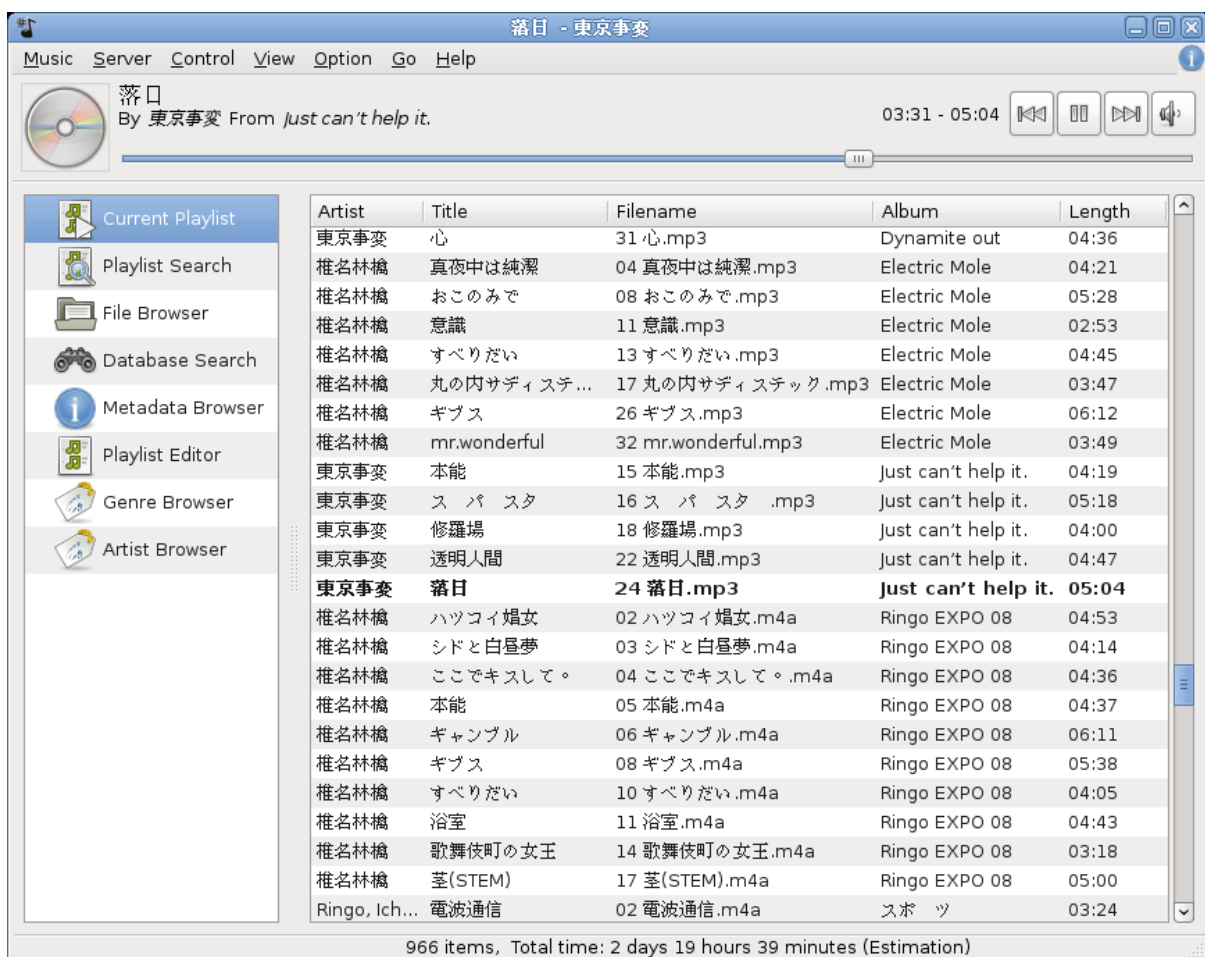 落日 - 東京事変
Music Server Control View Option Go Help
落日
By 東京事変 From Just can't help it.
03:31 - 05:04
Current Playlist
Playlist Search
File Browser
Database Search
Metadata Browser
Playlist Editor
Genre Browser
Artist Browser
Artist Title Filename Album Length
東京事変 心 31 心.mp3 Dynamite out 04:36
椎名林檎 真夜中は純潔 04 真夜中は純潔.mp3 Electric Mole 04:21
椎名林檎 おこのみで 08 おこのみで.mp3 Electric Mole 05:28
椎名林檎 意識 11 意識.mp3 Electric Mole 02:53
椎名林檎 すべりだい 13 すべりだい.mp3 Electric Mole 04:45
椎名林檎 丸の内サディステ... 17 丸の内サディステック.mp3 Electric Mole 03:47
椎名林檎 ギブス 26 ギブス.mp3 Electric Mole 06:12
椎名林檎 mr.wonderful 32 mr.wonderful.mp3 Electric Mole 03:49
東京事変 本能 15 本能.mp3 Just can't help it. 04:19
東京事変 ス パ スタ 16 ス パ スタ .mp3 Just can't help it. 05:18
東京事変 修羅場 18 修羅場.mp3 Just can't help it. 04:00
東京事変 透明人間 22 透明人間.mp3 Just can't help it. 04:47
東京事変 落日 24 落日.mp3 Just can't help it. 05:04
椎名林檎 ハツコイ娼女 02 ハツコイ娼女.m4a Ringo EXPO 08 04:53
椎名林檎 シドと白昼夢 03 シドと白昼夢.m4a Ringo EXPO 08 04:14
椎名林檎 ここでキスして。 04 ここでキスして。.m4a Ringo EXPO 08 04:36
椎名林檎 本能 05 本能.m4a Ringo EXPO 08 04:37
椎名林檎 ギャンブル 06 ギャンブル.m4a Ringo EXPO 08 06:11
椎名林檎 ギブス 08 ギブス.m4a Ringo EXPO 08 05:38
椎名林檎 すべりだい 10 すべりだい.m4a Ringo EXPO 08 04:05
椎名林檎 浴室 11 浴室.m4a Ringo EXPO 08 04:43
椎名林檎 歌舞伎町の女王 14 歌舞伎町の女王.m4a Ringo EXPO 08 03:18
椎名林檎 茎(STEM) 17 茎(STEM).m4a Ringo EXPO 08 05:00
Ringo, Ich... 電波通信 02 電波通信.m4a スポ ツ 03:24
966 items, Total time: 2 days 19 hours 39 minutes (Estimation)